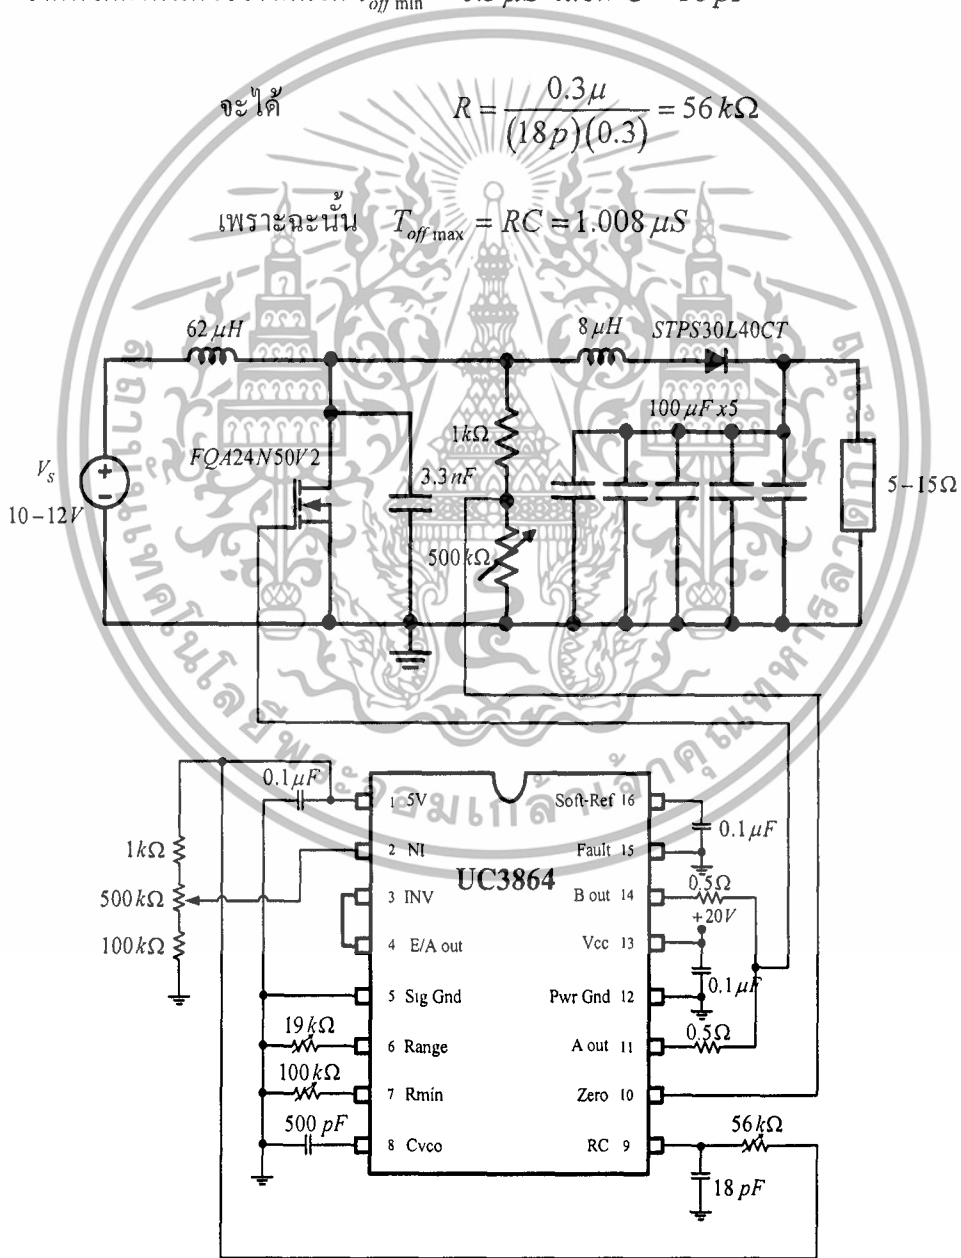 จะได้ R = 0.3μ / (18p)(0.3) = 56 kΩ
เพราะฉะนั้น T_off max = RC = 1.008 μS
62 μH
8 μH
STPS30L40CT
100 μF x5
1kΩ
FQA24N50V2
3.3 nF
V_S
+
−
10−12V
5−15Ω
500 kΩ
0.1 μF
1 5V
Soft-Ref 16
0.1 μF
1kΩ
2 NI
Fault 15
UC3864
500 kΩ
3 INV
B out 14
0.5Ω
+20V
100 kΩ
4 E/A out
Vcc 13
0.1 μF
5 Sig Gnd
Pwr Gnd 12
19 kΩ
6 Range
A out 11
0.5Ω
100 kΩ
7 Rmin
Zero 10
500 pF
8 Cvco
RC 9
56 kΩ
18 pF